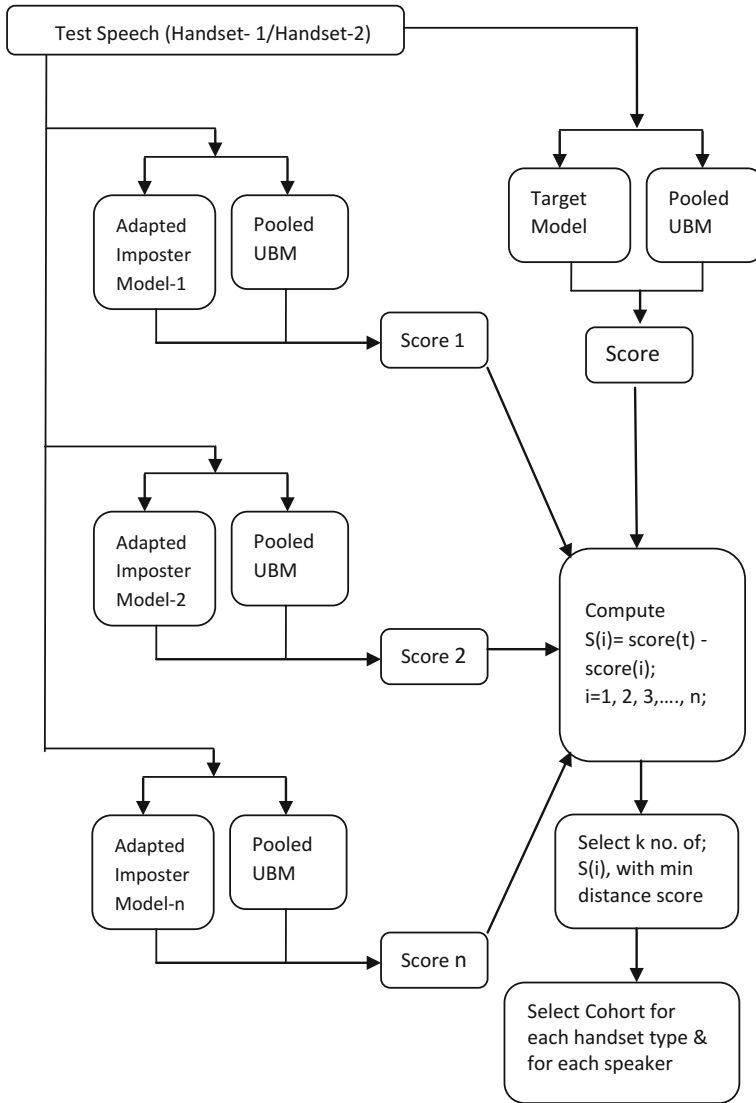 Test Speech (Handset- 1/Handset-2)
Adapted
Imposter
Model-1
Pooled
UBM
Target
Model
Pooled
UBM
Score 1
Score
Adapted
Imposter
Model-2
Pooled
UBM
Score 2
Compute
S(i)= score(t) -
score(i);
i=1, 2, 3,...., n;
Adapted
Imposter
Model-n
Pooled
UBM
Score n
Select k no. of;
S(i), with min
distance score
Select Cohort for
each handset type &
for each speaker